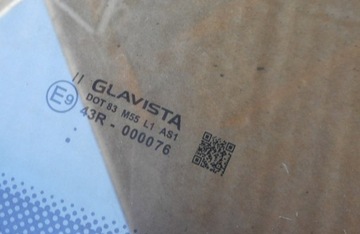 // GLAVISTA
DOT 83 M55 L1 AS1
E9 43R - 000076